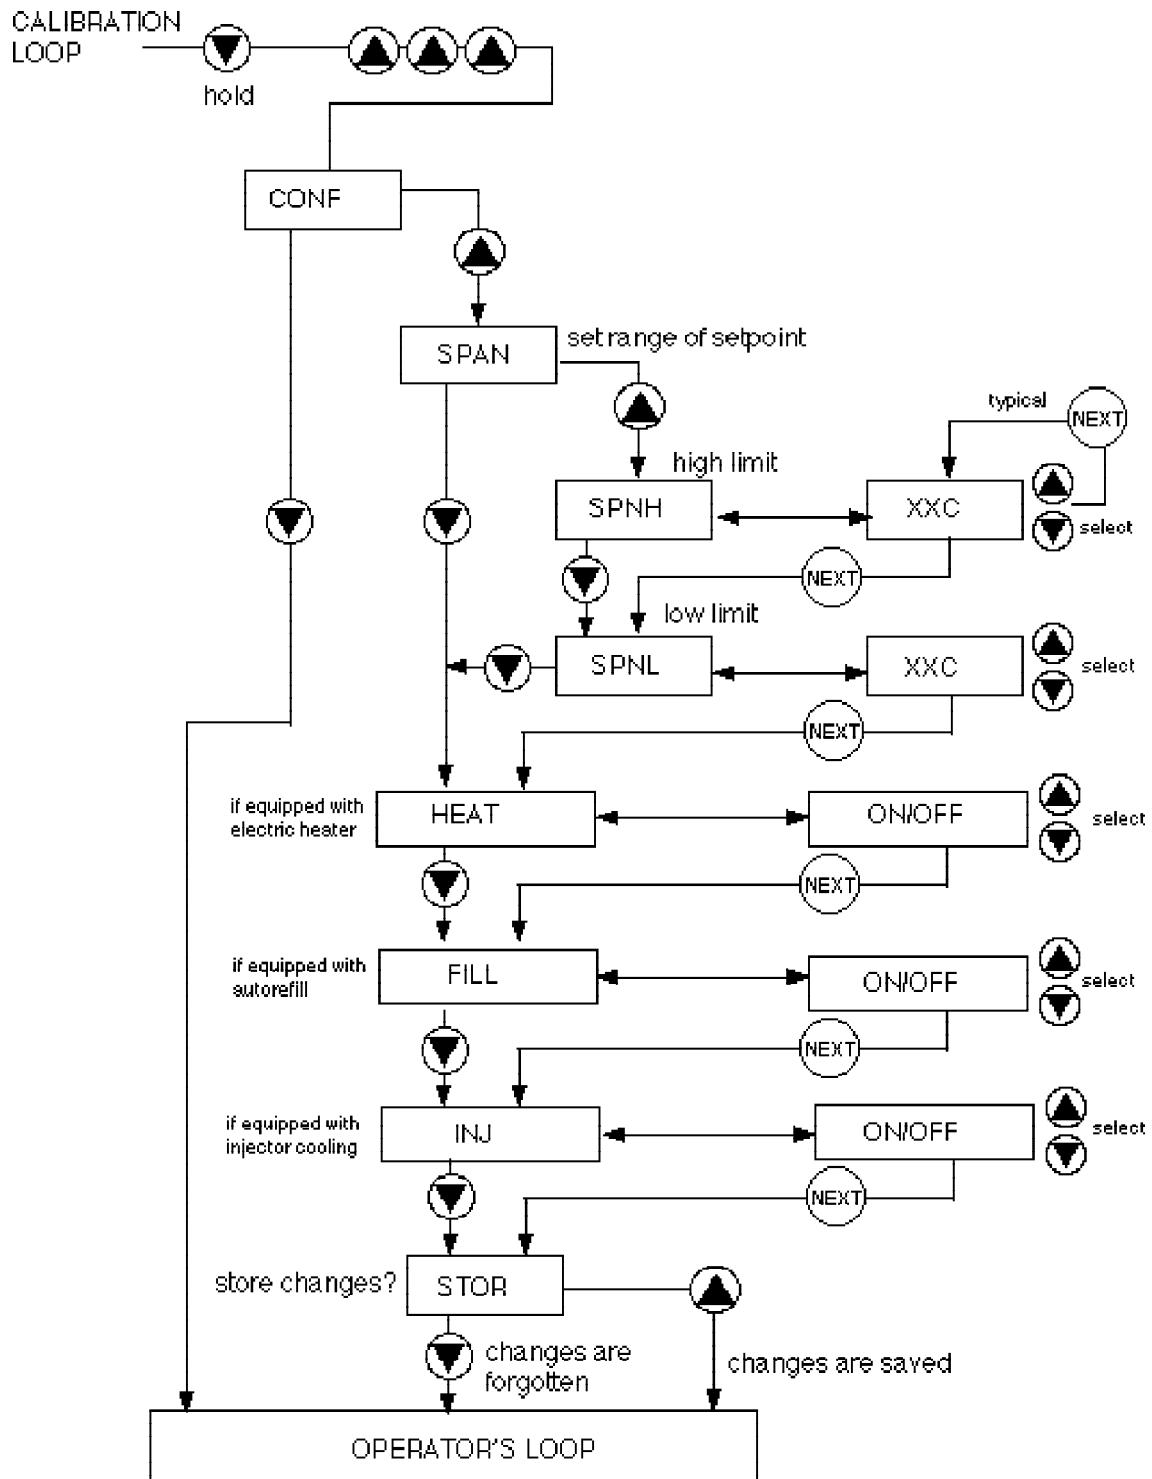 CALIBRATION
LOOP
hold
CONF
SPAN
set range of setpoint
typical
NEXT
high limit
SPNH
XXC
select
NEXT
low limit
SPNL
XXC
select
NEXT
if equipped with
electric heater
HEAT
ON/OFF
select
NEXT
if equipped with
autorefill
FILL
ON/OFF
select
NEXT
if equipped with
injector cooling
INJ
ON/OFF
select
NEXT
store changes?
STOR
changes are
forgotten
changes are saved
OPERATOR'S LOOP